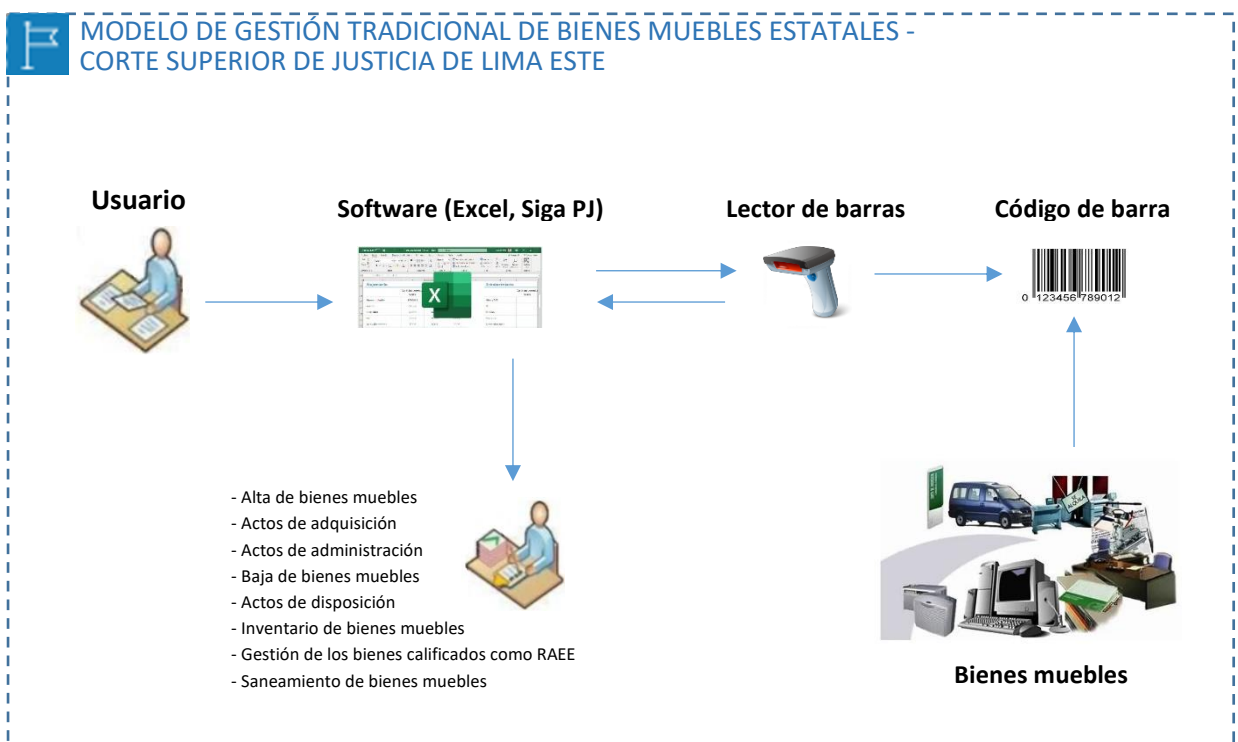 MODELO DE GESTIÓN TRADICIONAL DE BIENES MUEBLES ESTATALES -
CORTE SUPERIOR DE JUSTICIA DE LIMA ESTE
Usuario
Software (Excel, Siga PJ)
Lector de barras
Código de barra
X
0 123456 789012
- Alta de bienes muebles
- Actos de adquisición
- Actos de administración
- Baja de bienes muebles
- Actos de disposición
- Inventario de bienes muebles
- Gestión de los bienes calificados como RAEE
- Saneamiento de bienes muebles
Bienes muebles